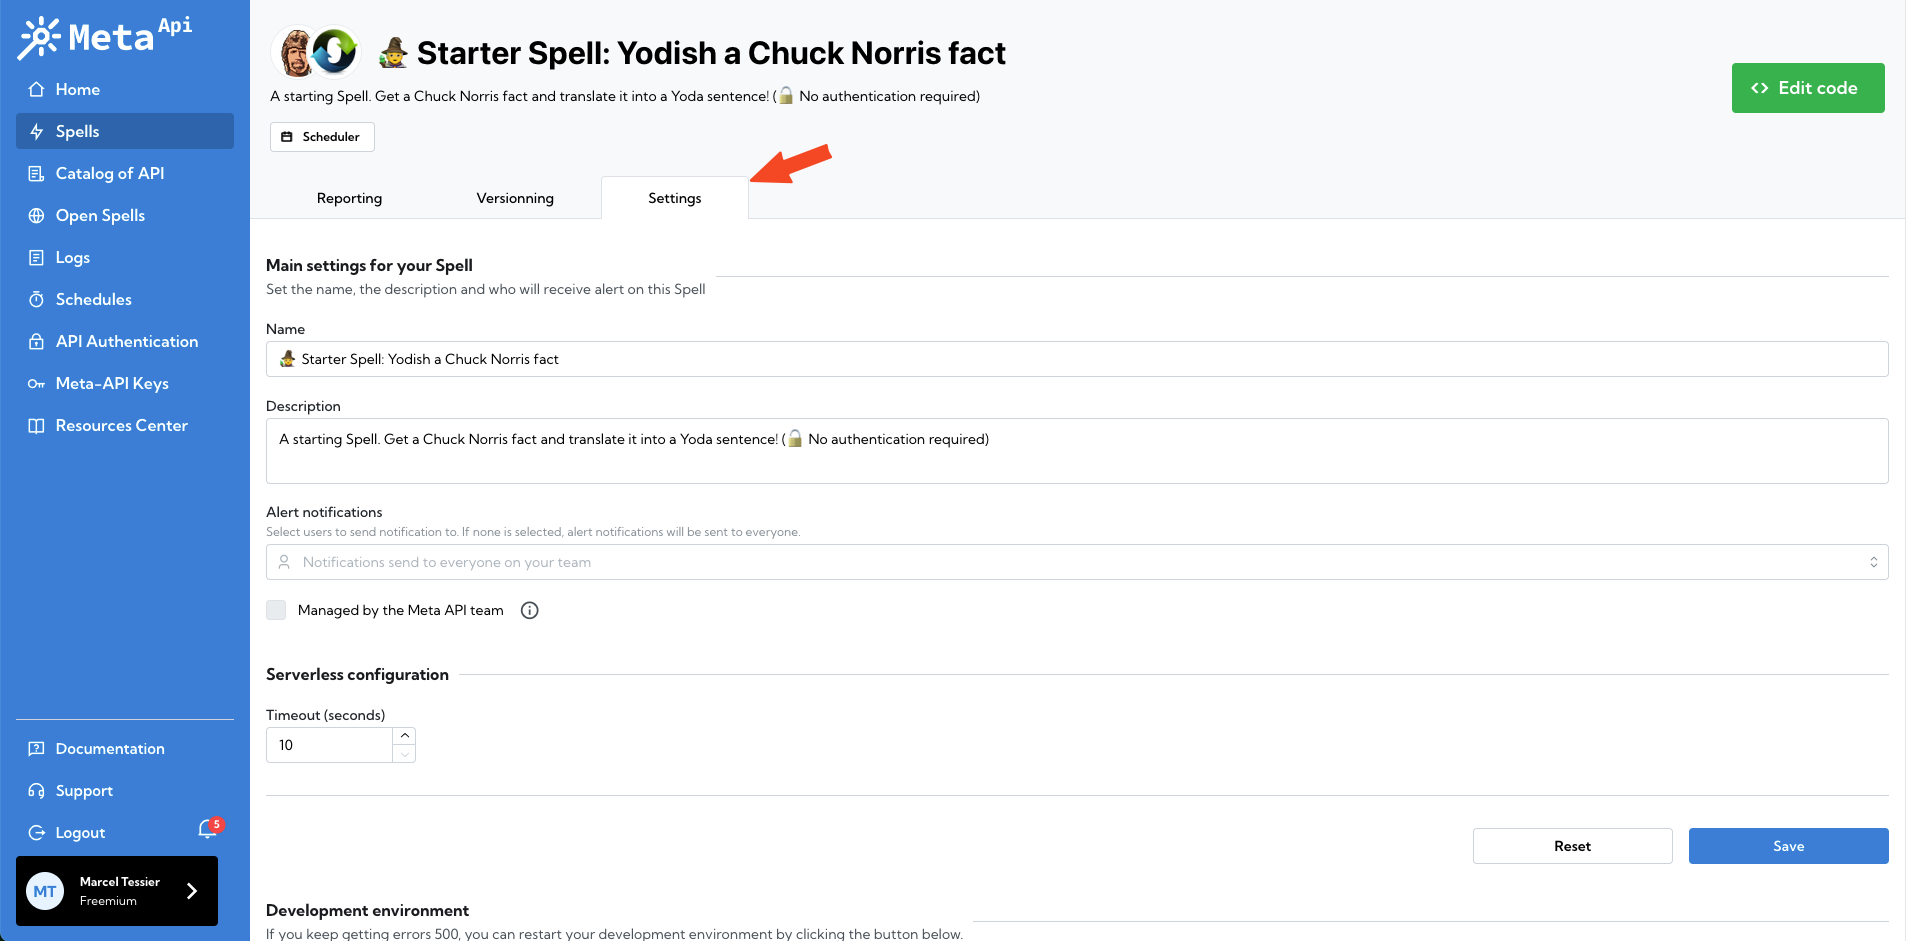 Meta Api
Home
Spells
Catalog of API
Open Spells
Logs
Schedules
API Authentication
Meta-API Keys
Resources Center
Documentation
Support
Logout
5
MT
Marcel Tessier
Freemium
Starter Spell: Yodish a Chuck Norris fact
A starting Spell. Get a Chuck Norris fact and translate it into a Yoda sentence! (🔓 No authentication required)
Edit code
Scheduler
Reporting
Versionning
Settings
Main settings for your Spell
Set the name, the description and who will receive alert on this Spell
Name
Starter Spell: Yodish a Chuck Norris fact
Description
A starting Spell. Get a Chuck Norris fact and translate it into a Yoda sentence! (🔓 No authentication required)
Alert notifications
Select users to send notification to. If none is selected, alert notifications will be sent to everyone.
Notifications send to everyone on your team
Managed by the Meta API team
Serverless configuration
Timeout (seconds)
10
Reset
Save
Development environment
If you keep getting errors 500, you can restart your development environment by clicking the button below.